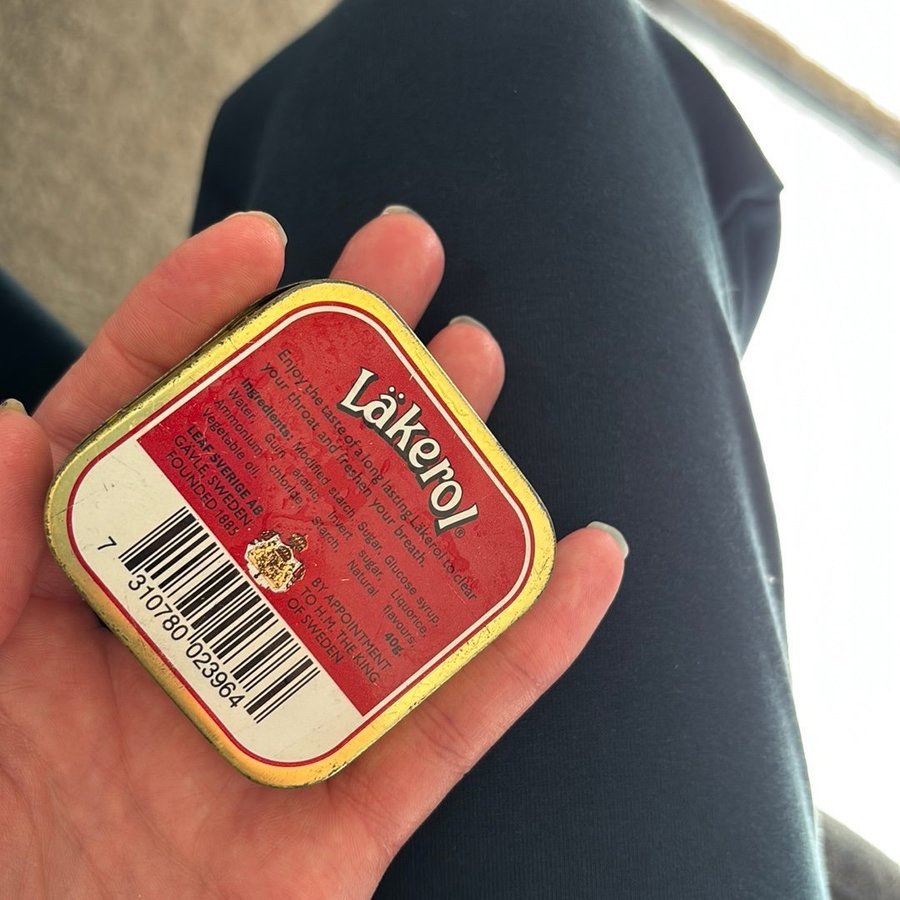 Läkerol®
Enjoy the taste of a long lasting Läkerol to clear
your throat and freshen your breath.
Ingredients: Modified starch, Sugar, Glucose syrup,
Water, Gum arabic, Invert sugar, Liquorice,
Ammonium chloride, Starch, Natural flavours,
Vegetable oil. 40g.
LEAF SVERIGE AB
GÄVLE, SWEDEN
FOUNDED 1885
BY APPOINTMENT
TO H.M. THE KING
OF SWEDEN
7 310780 023964